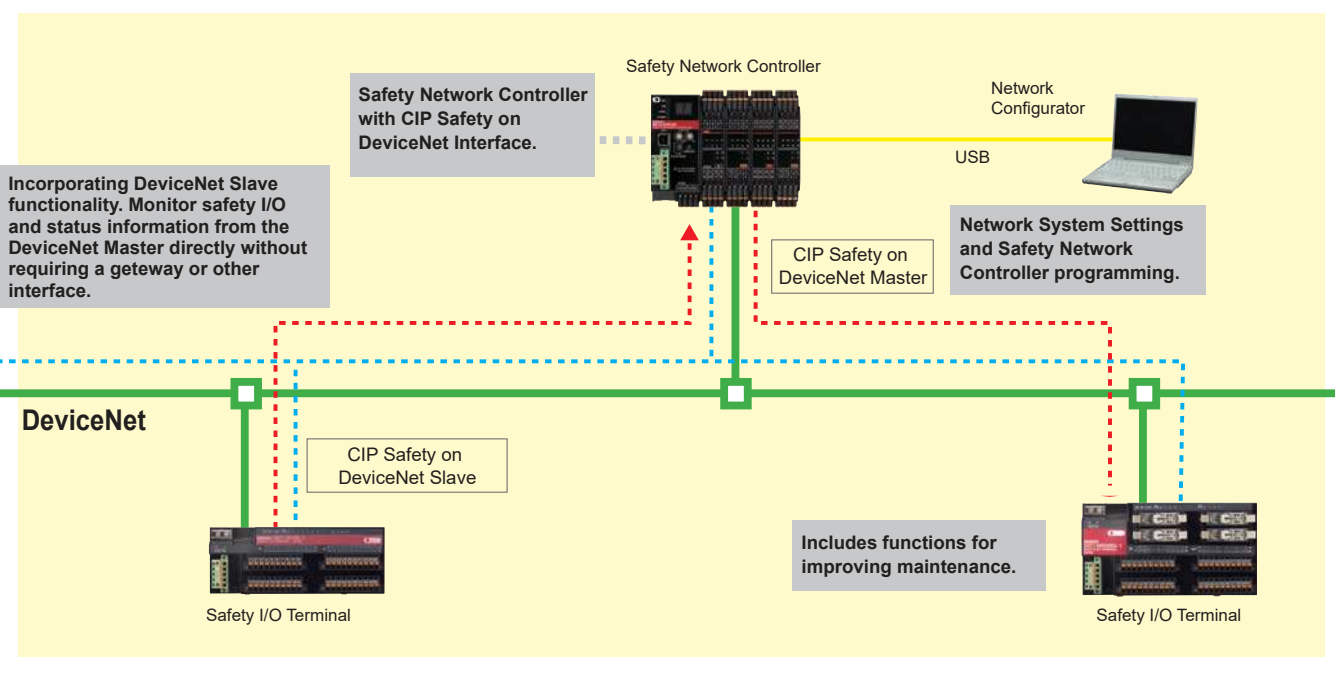 Safety Network Controller
Safety Network Controller
with CIP Safety on
DeviceNet Interface.
Network
Configurator
USB
Incorporating DeviceNet Slave
functionality. Monitor safety I/O
and status information from the
DeviceNet Master directly without
requiring a geteway or other
interface.
Network System Settings
and Safety Network
Controller programming.
CIP Safety on
DeviceNet Master
DeviceNet
CIP Safety on
DeviceNet Slave
Includes functions for
improving maintenance.
Safety I/O Terminal
Safety I/O Terminal